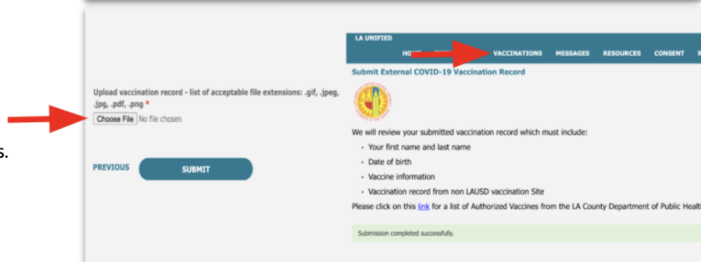 s.
Upload vaccination record - list of acceptable file extensions: .gif, .jpeg,
.jpg, .pdf, .png *
Choose File No file chosen
PREVIOUS SUBMIT
LA UNIFIED
VACCINATIONS MESSAGES RESOURCES CONSENT
Submit External COVID-19 Vaccination Record
We will review your submitted vaccination record which must include:
- Your first name and last name
- Date of birth
- Vaccine information
- Vaccination record from non LAUSD vaccination Site
Please click on this link for a list of Authorized Vaccines from the LA County Department of Public Healt
Submission completed successfully.